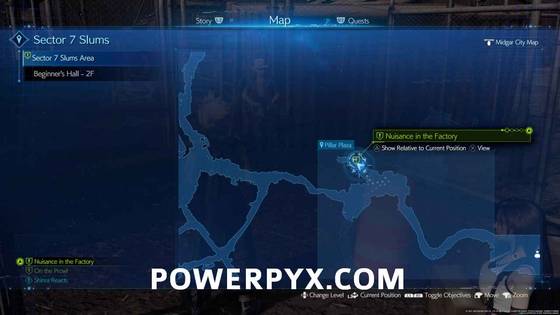 Story Map Quests
Sector 7 Slums
Midgar City Map
Sector 7 Slums Area
Beginner's Hall - 2F
Nuisance in the Factory
Pillar Plaza
Show Relative to Current Position View
Nuisance in the Factory
On the Prowl
Shinra Reacts
POWERPYX.COM
Change Level Current Position Toggle Objectives Move Zoom